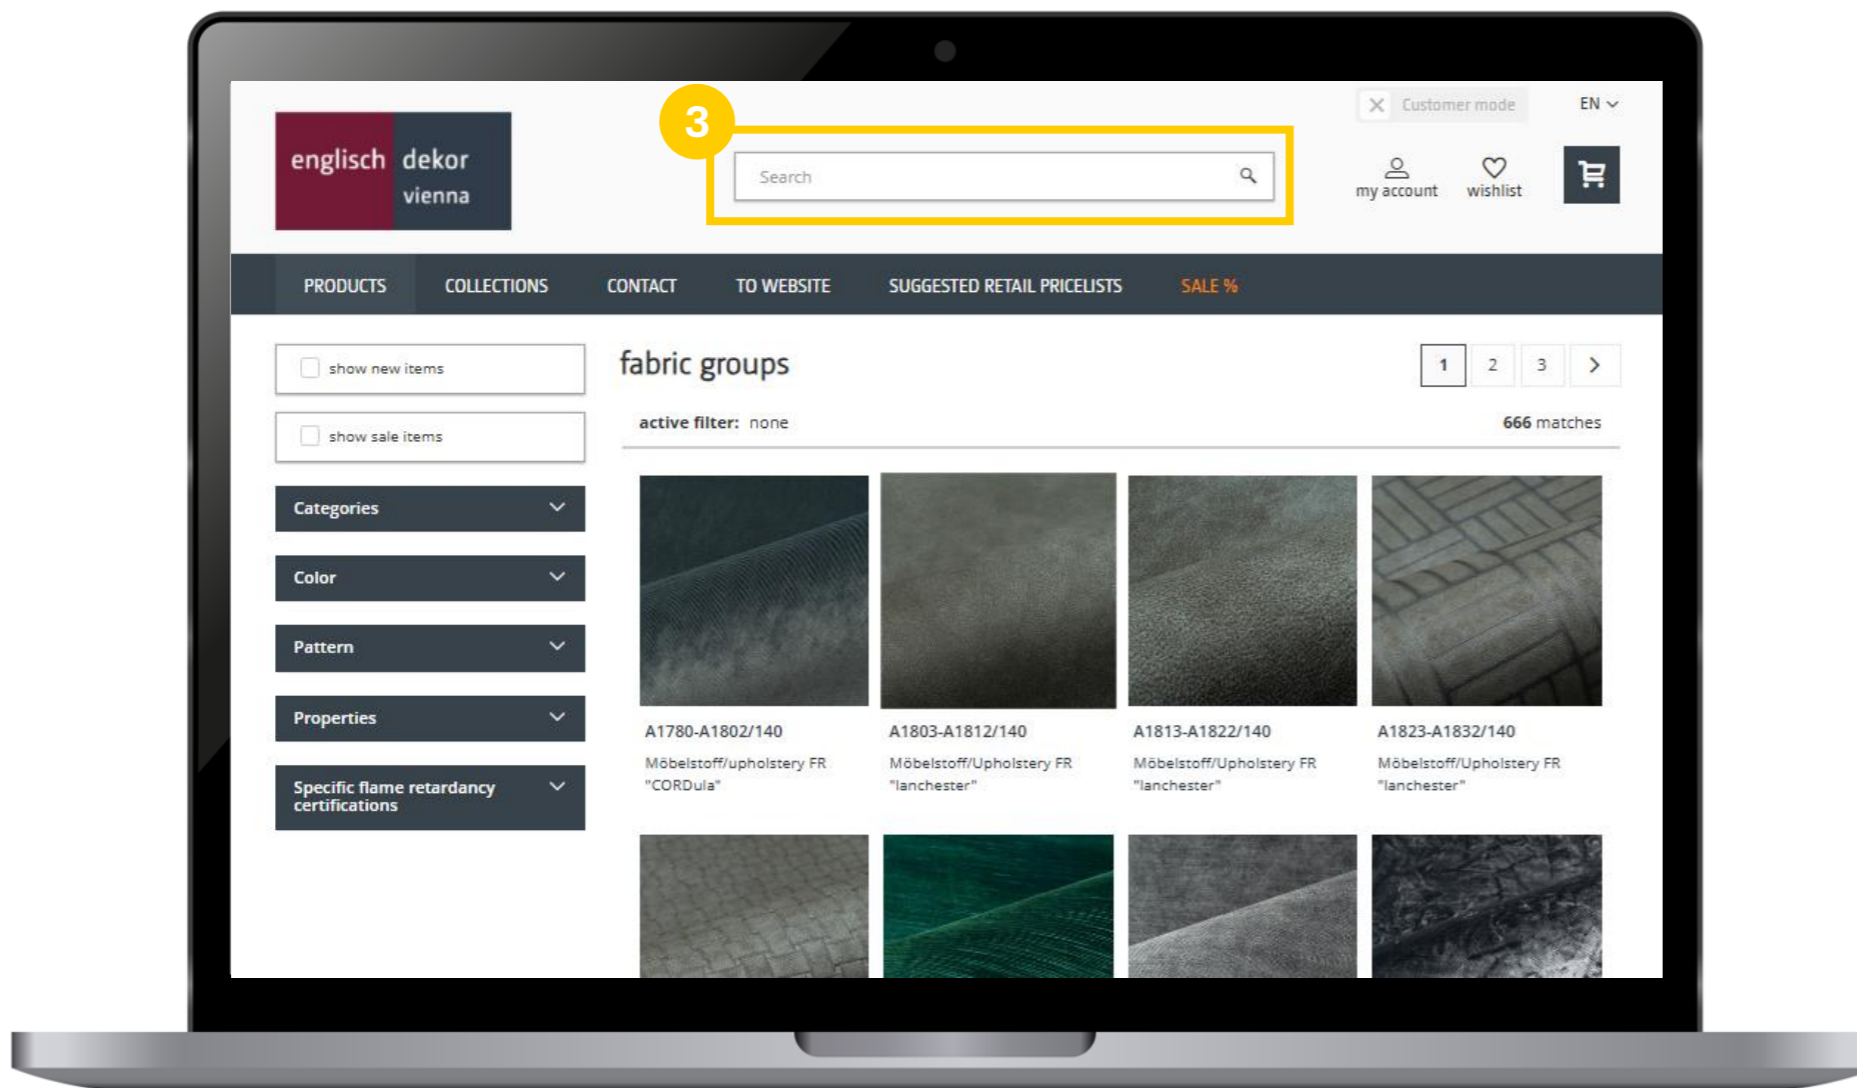 englisch dekor
vienna
3
Search
Customer mode
EN
my account
wishlist
PRODUCTS
COLLECTIONS
CONTACT
TO WEBSITE
SUGGESTED RETAIL PRICELISTS
SALE %
show new items
show sale items
Categories
Color
Pattern
Properties
Specific flame retardancy
certifications
fabric groups
1 2 3
active filter: none
666 matches
A1780-A1802/140
Möbelstoff/upholstery FR
"CORDula"
A1803-A1812/140
Möbelstoff/Upholstery FR
"lanchester"
A1813-A1822/140
Möbelstoff/Upholstery FR
"lanchester"
A1823-A1832/140
Möbelstoff/Upholstery FR
"lanchester"